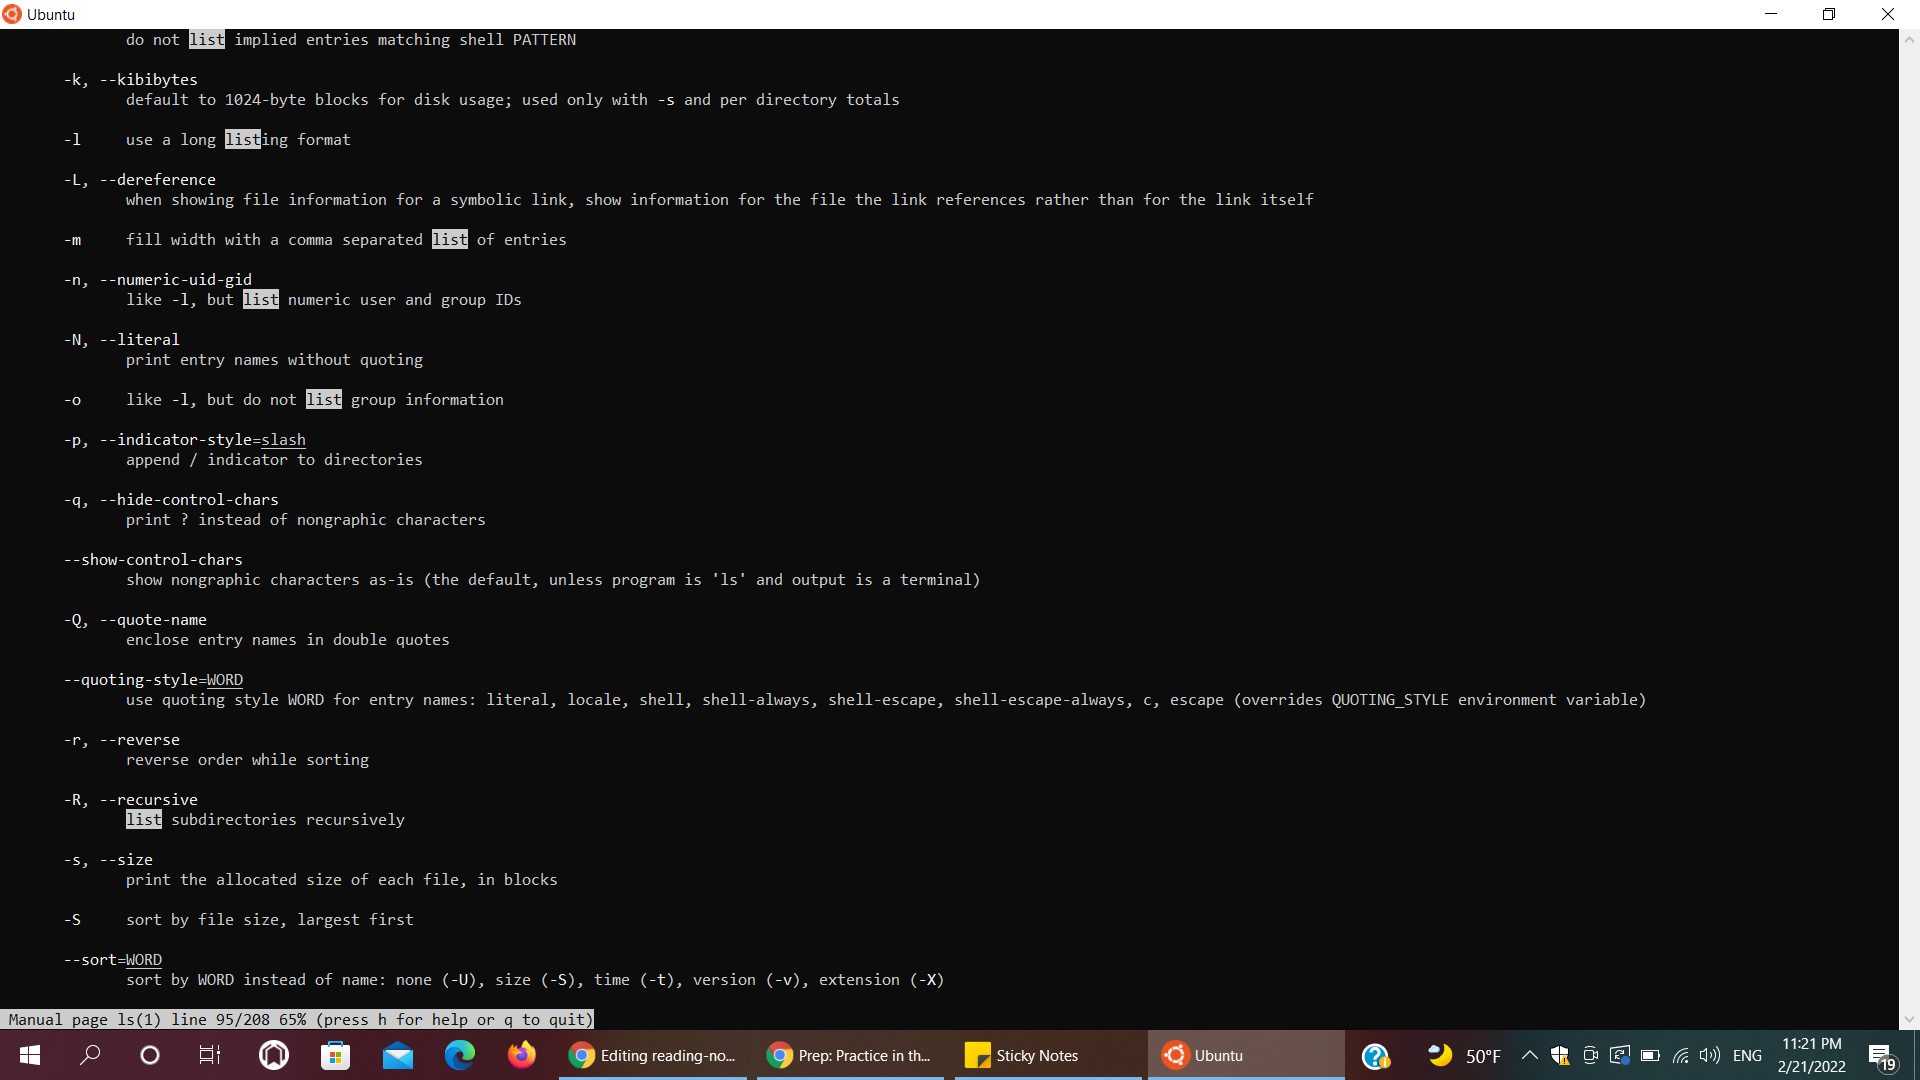 Ubuntu
do not list implied entries matching shell PATTERN
-k, --kibibytes
default to 1024-byte blocks for disk usage; used only with -s and per directory totals
-l use a long listing format
-L, --dereference
when showing file information for a symbolic link, show information for the file the link references rather than for the link itself
-m fill width with a comma separated list of entries
-n, --numeric-uid-gid
like -l, but list numeric user and group IDs
-N, --literal
print entry names without quoting
-o like -l, but do not list group information
-p, --indicator-style=slash
append / indicator to directories
-q, --hide-control-chars
print ? instead of nongraphic characters
--show-control-chars
show nongraphic characters as-is (the default, unless program is 'ls' and output is a terminal)
-Q, --quote-name
enclose entry names in double quotes
--quoting-style=WORD
use quoting style WORD for entry names: literal, locale, shell, shell-always, shell-escape, shell-escape-always, c, escape (overrides QUOTING_STYLE environment variable)
-r, --reverse
reverse order while sorting
-R, --recursive
list subdirectories recursively
-s, --size
print the allocated size of each file, in blocks
-S sort by file size, largest first
--sort=WORD
sort by WORD instead of name: none (-U), size (-S), time (-t), version (-v), extension (-X)
Manual page ls(1) line 95/208 65% (press h for help or q to quit)
Editing reading-no... Prep: Practice in th... Sticky Notes Ubuntu 50°F ENG 11:21 PM
2/21/2022 19